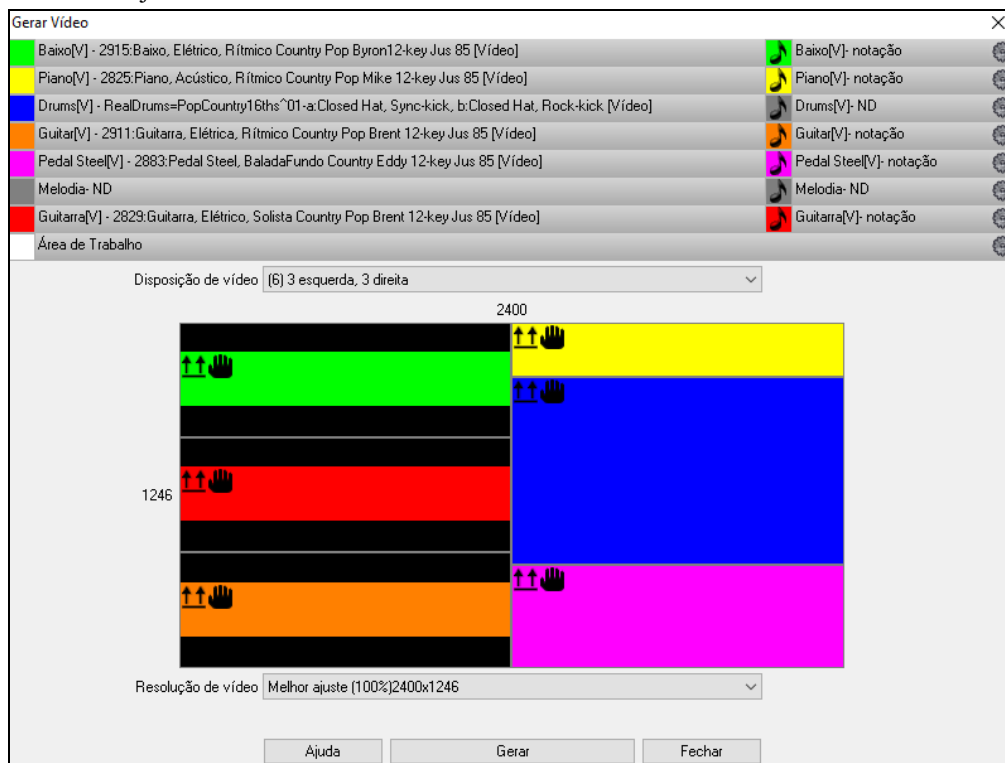 Gerar Vídeo
Baixo[V] - 2915:Baixo, Elétrico, Rítmico Country Pop Byron12-key Jus 85 [Vídeo] Baixo[V]- notação
Piano[V] - 2825:Piano, Acústico, Rítmico Country Pop Mike 12-key Jus 85 [Vídeo] Piano[V]- notação
Drums[V] - RealDrums=PopCountry16ths^01-a:Closed Hat, Sync-kick, b:Closed Hat, Rock-kick [Vídeo] Drums[V]- ND
Guitar[V] - 2911:Guitarra, Elétrica, Rítmico Country Pop Brent 12-key Jus 85 [Vídeo] Guitar[V]- notação
Pedal Steel[V] - 2883:Pedal Steel, BaladaFundo Country Eddy 12-key Jus 85 [Vídeo] Pedal Steel[V]- notação
Melodia- ND Melodia- ND
Guitarra[V] - 2829:Guitarra, Elétrico, Solista Country Pop Brent 12-key Jus 85 [Vídeo] Guitarra[V]- notação
Área de Trabalho
Disposição de vídeo (6) 3 esquerda, 3 direita
2400
1246
Resolução de vídeo Melhor ajuste (100%)2400x1246
Ajuda Gerar Fechar